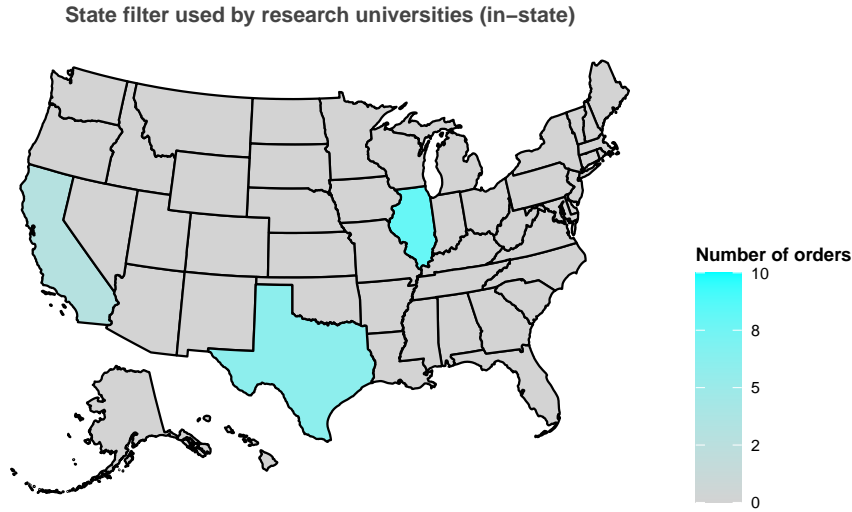 State filter used by research universities (in−state)
Number of orders
10
8
5
2
0